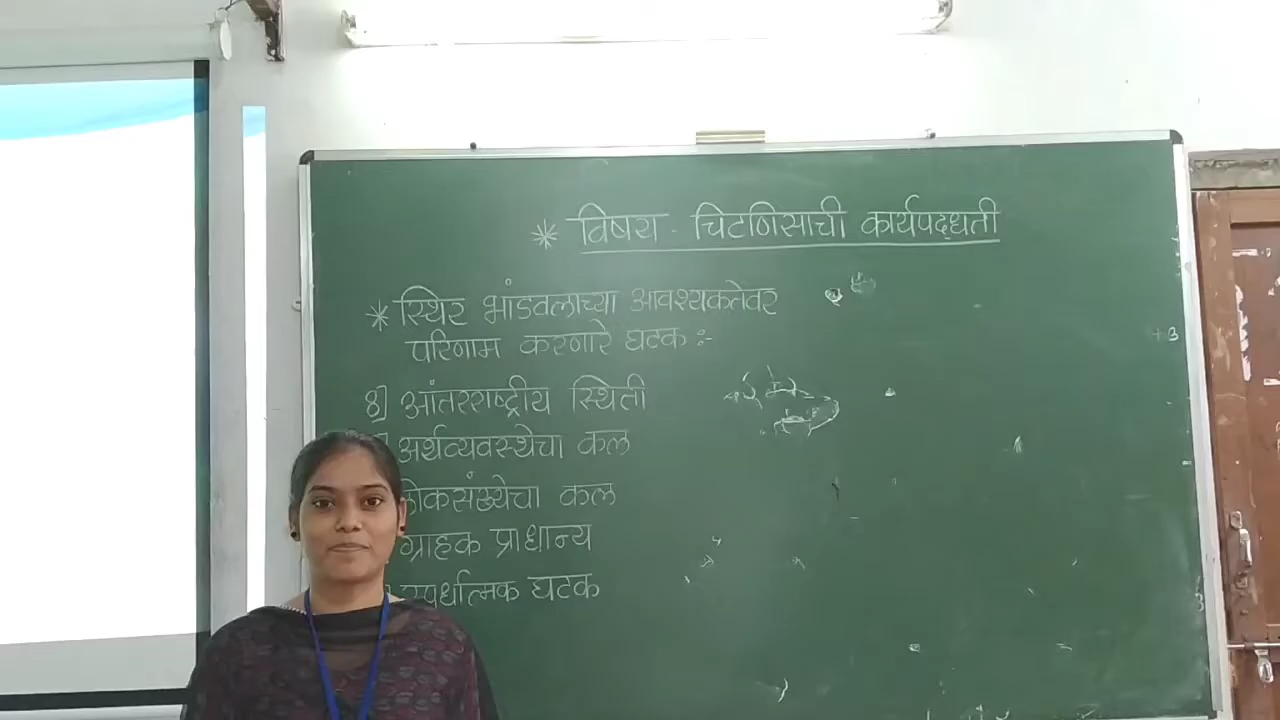 * विषय - चिटणिसाची कार्यपद्धती
* स्थिर भांडवलाच्या आवश्यकतेवर
परिणाम करणारे घटक :-
8] आंतरराष्ट्रीय स्थिती
अर्थव्यवस्थेचा कल
लोकसंख्येचा कल
ग्राहक प्राधान्य
स्पर्धात्मक घटक